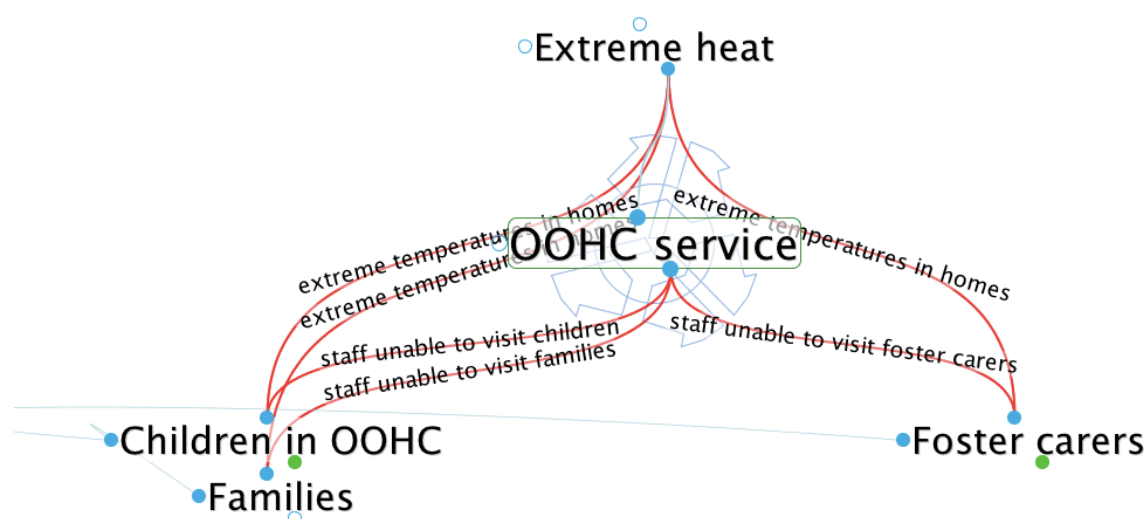 Extreme heat
extreme temperatures in homes
extreme temperatures in homes
extreme temperatures in homes
OOHC service
staff unable to visit children
staff unable to visit families
staff unable to visit foster carers
Children in OOHC
Foster carers
Families